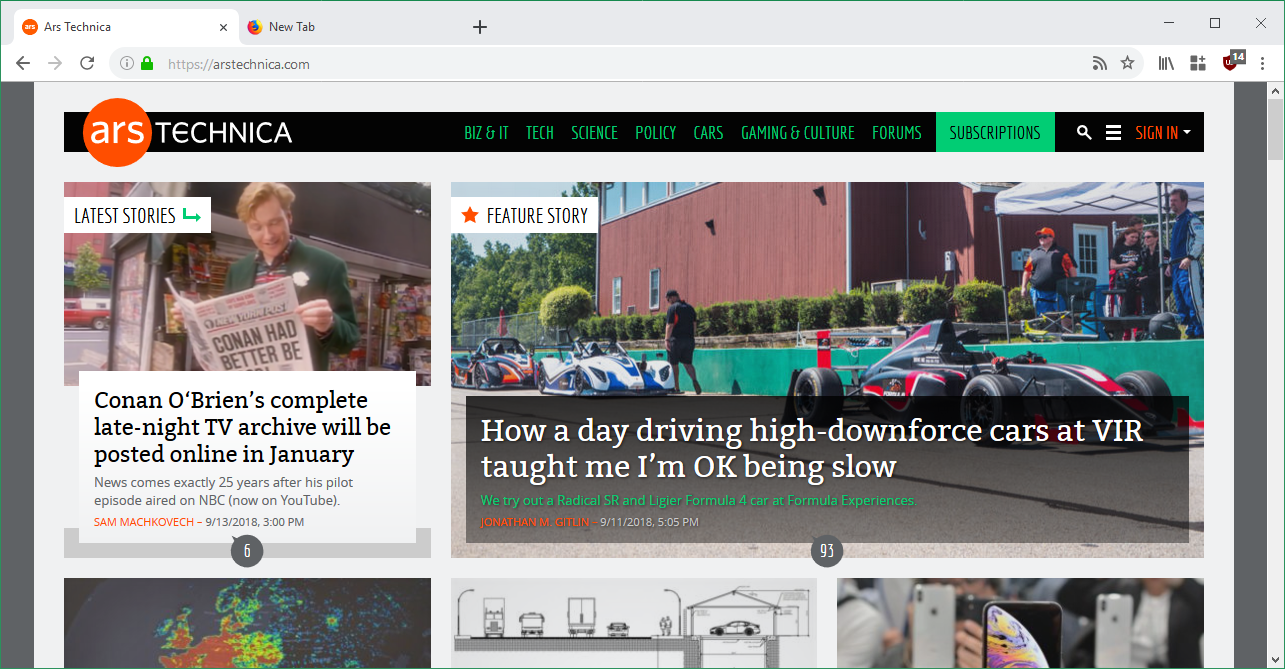 ars
Ars Technica
New Tab
https://arstechnica.com
14
ars TECHNICA
BIZ & IT
TECH
SCIENCE
POLICY
CARS
GAMING & CULTURE
FORUMS
SUBSCRIPTIONS
SIGN IN
LATEST STORIES
CONAN HAD
BETTER BE
Conan O‘Brien’s complete
late-night TV archive will be
posted online in January
News comes exactly 25 years after his pilot
episode aired on NBC (now on YouTube).
SAM MACHKOVECH – 9/13/2018, 3:00 PM
6
FEATURE STORY
How a day driving high-downforce cars at VIR
taught me I’m OK being slow
We try out a Radical SR and Ligier Formula 4 car at Formula Experiences.
JONATHAN M. GITLIN – 9/11/2018, 5:05 PM
93